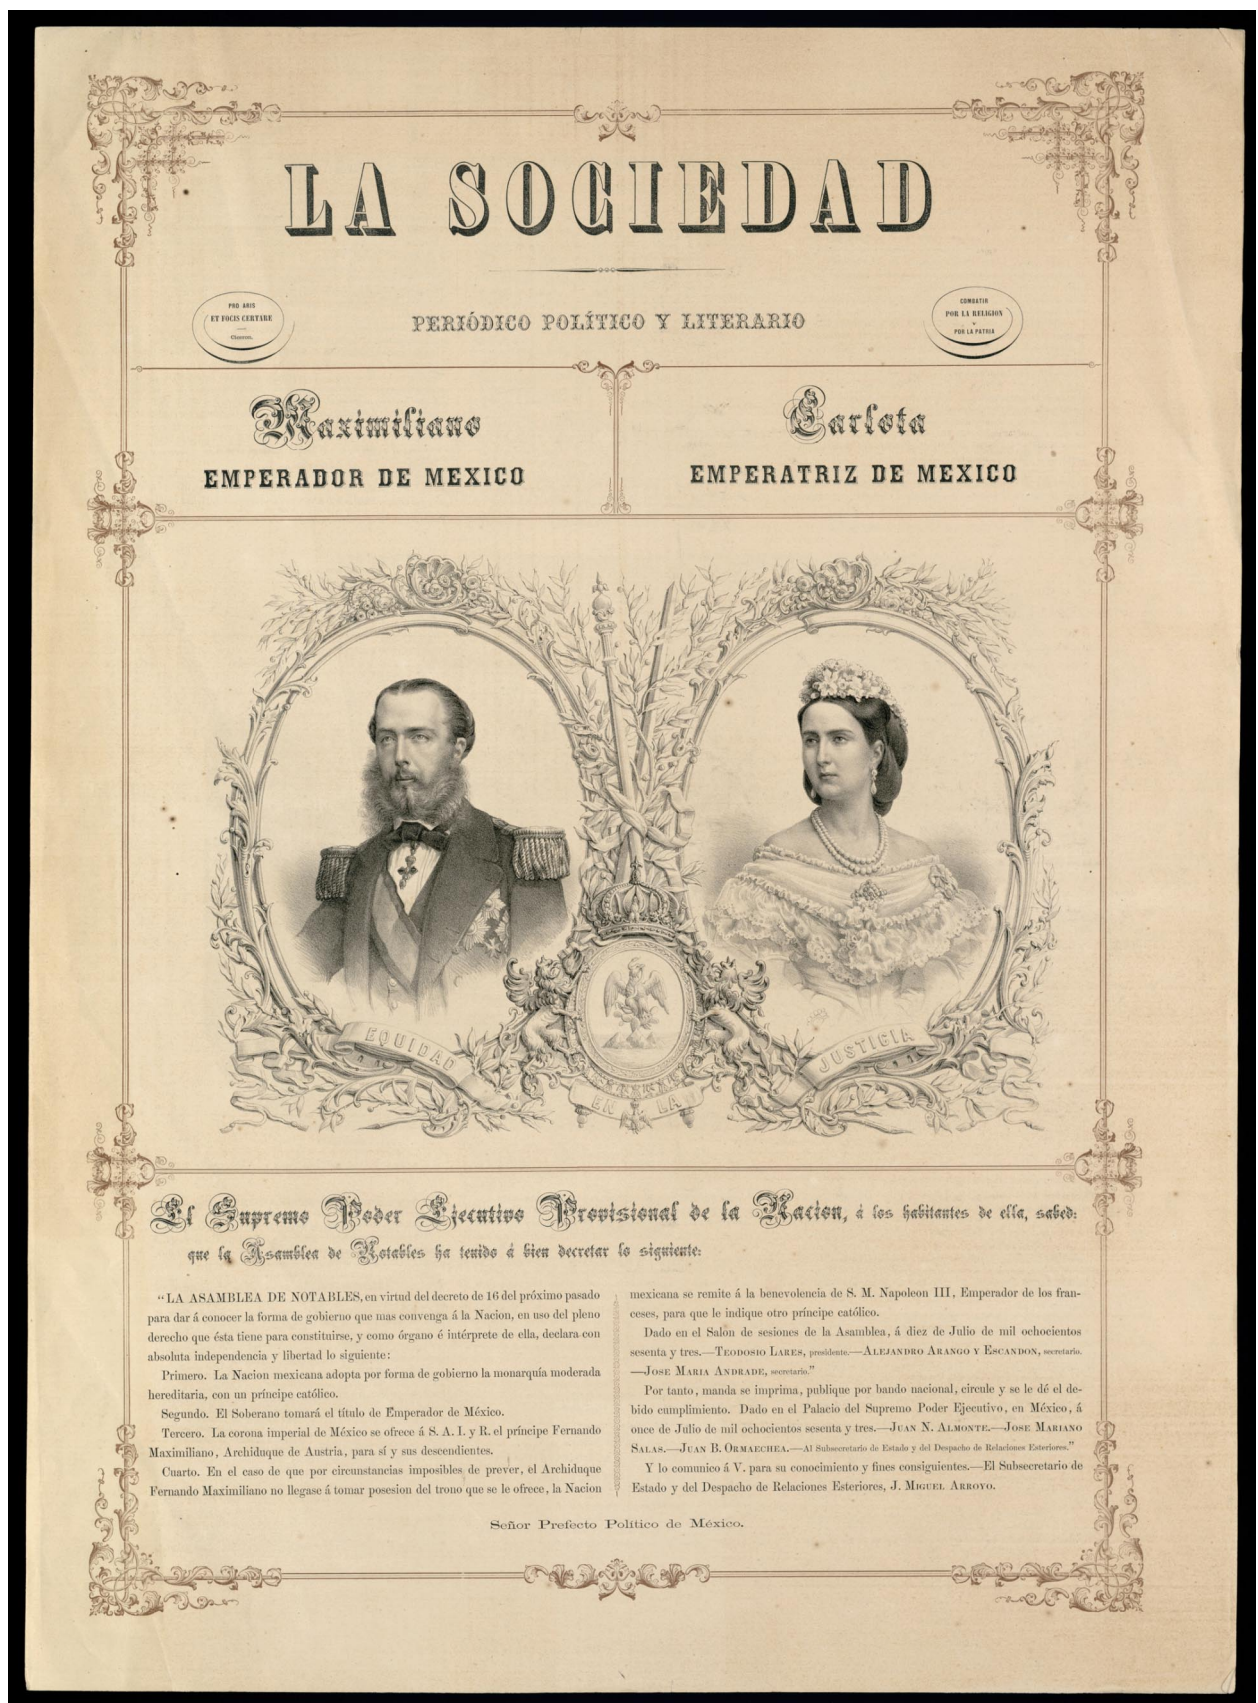 LA SOCIEDAD
PRO ARIS
ET FOCIS CERTARE
Ciceron.
PERIÓDICO POLÍTICO Y LITERARIO
COMBATIR
POR LA RELIGION
Y
POR LA PATRIA
Maximiliano
EMPERADOR DE MEXICO
Carlota
EMPERATRIZ DE MEXICO
EQUIDAD
EN LA
JUSTICIA
El Supremo Poder Ejecutivo Provisional de la Nacion, á los habitantes de ella, sabed:
que la Asamblea de Notables ha tenido á bien decretar lo siguiente:
“LA ASAMBLEA DE NOTABLES, en virtud del decreto de 16 del próximo pasado
para dar á conocer la forma de gobierno que mas convenga á la Nacion, en uso del pleno
derecho que ésta tiene para constituirse, y como órgano é intérprete de ella, declara con
absoluta independencia y libertad lo siguiente:
Primero. La Nacion mexicana adopta por forma de gobierno la monarquía moderada
hereditaria, con un príncipe católico.
Segundo. El Soberano tomará el título de Emperador de México.
Tercero. La corona imperial de México se ofrece á S. A. I. y R. el príncipe Fernando
Maximiliano, Archiduque de Austria, para sí y sus descendientes.
Cuarto. En el caso de que por circunstancias imposibles de prever, el Archiduque
Fernando Maximiliano no llegase á tomar posesion del trono que se le ofrece, la Nacion
mexicana se remite á la benevolencia de S. M. Napoleon III, Emperador de los fran-
ceses, para que le indique otro príncipe católico.
Dado en el Salon de sesiones de la Asamblea, á diez de Julio de mil ochocientos
sesenta y tres.—TEODOSIO LARES, presidente.—ALEJANDRO ARANGO Y ESCANDON, secretario.
—JOSE MARIA ANDRADE, secretario.”
Por tanto, manda se imprima, publique por bando nacional, circule y se le dé el de-
bido cumplimiento. Dado en el Palacio del Supremo Poder Ejecutivo, en México, á
once de Julio de mil ochocientos sesenta y tres.—JUAN N. ALMONTE.—JOSE MARIANO
SALAS.—JUAN B. ORMAECHEA.—Al Subsecretario de Estado y del Despacho de Relaciones Esteriores.”
Y lo comunico á V. para su conocimiento y fines consiguientes.—El Subsecretario de
Estado y del Despacho de Relaciones Esteriores, J. MIGUEL ARROYO.
Señor Prefecto Político de México.